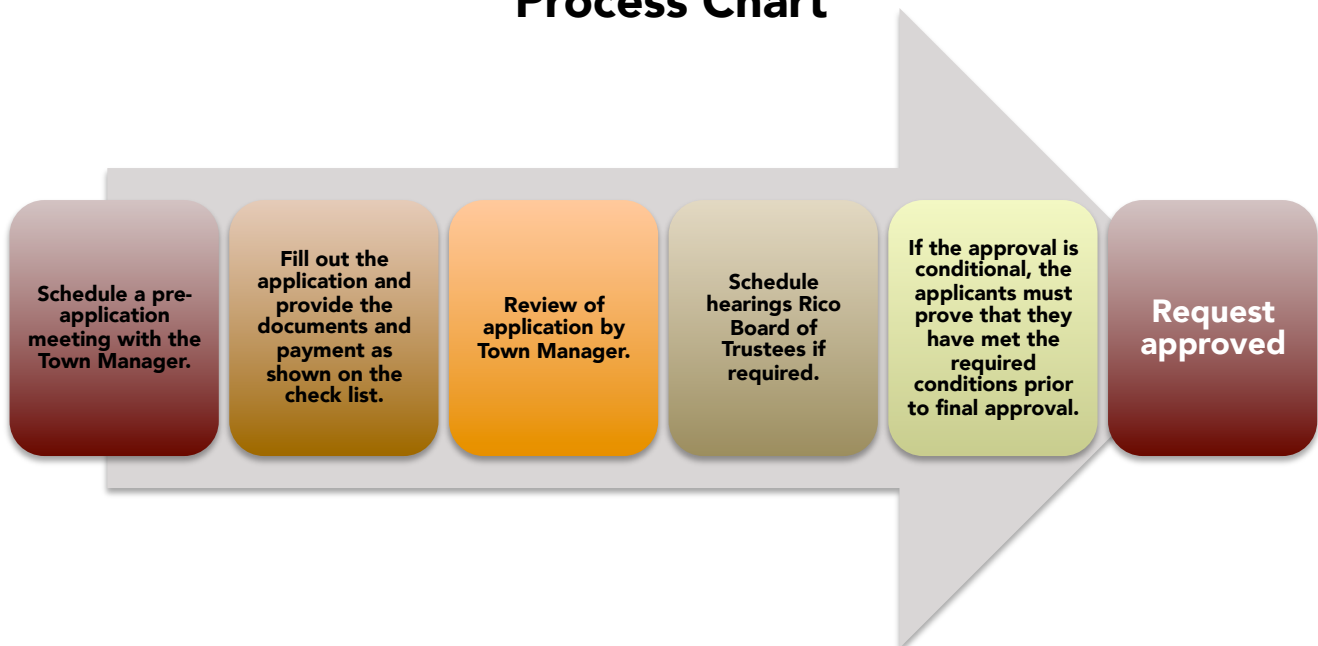 Process Chart
Schedule a pre-
application
meeting with the
Town Manager.
Fill out the
application and
provide the
documents and
payment as
shown on the
check list.
Review of
application by
Town Manager.
Schedule
hearings Rico
Board of
Trustees if
required.
If the approval is
conditional, the
applicants must
prove that they
have met the
required
conditions prior
to final approval.
Request
approved